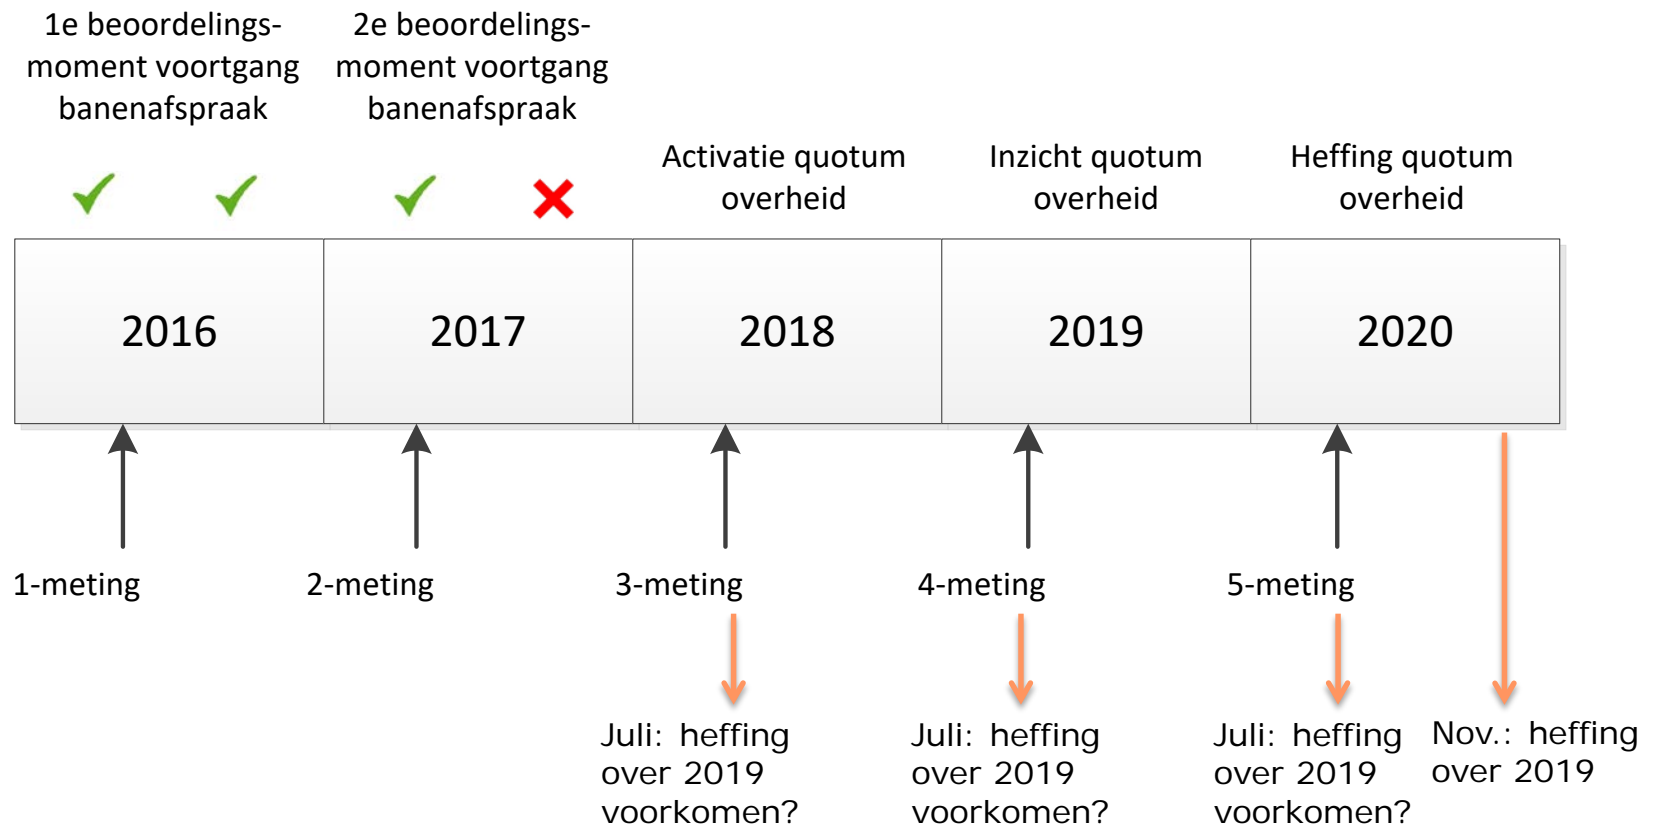 1e beoordelings-
moment voortgang
banenafspraak
2e beoordelings-
moment voortgang
banenafspraak
Activatie quotum
overheid
Inzicht quotum
overheid
Heffing quotum
overheid
2016
2017
2018
2019
2020
1-meting
2-meting
3-meting
4-meting
5-meting
Juli: heffing
over 2019
voorkomen?
Juli: heffing
over 2019
voorkomen?
Juli: heffing
over 2019
voorkomen?
Nov.: heffing
over 2019